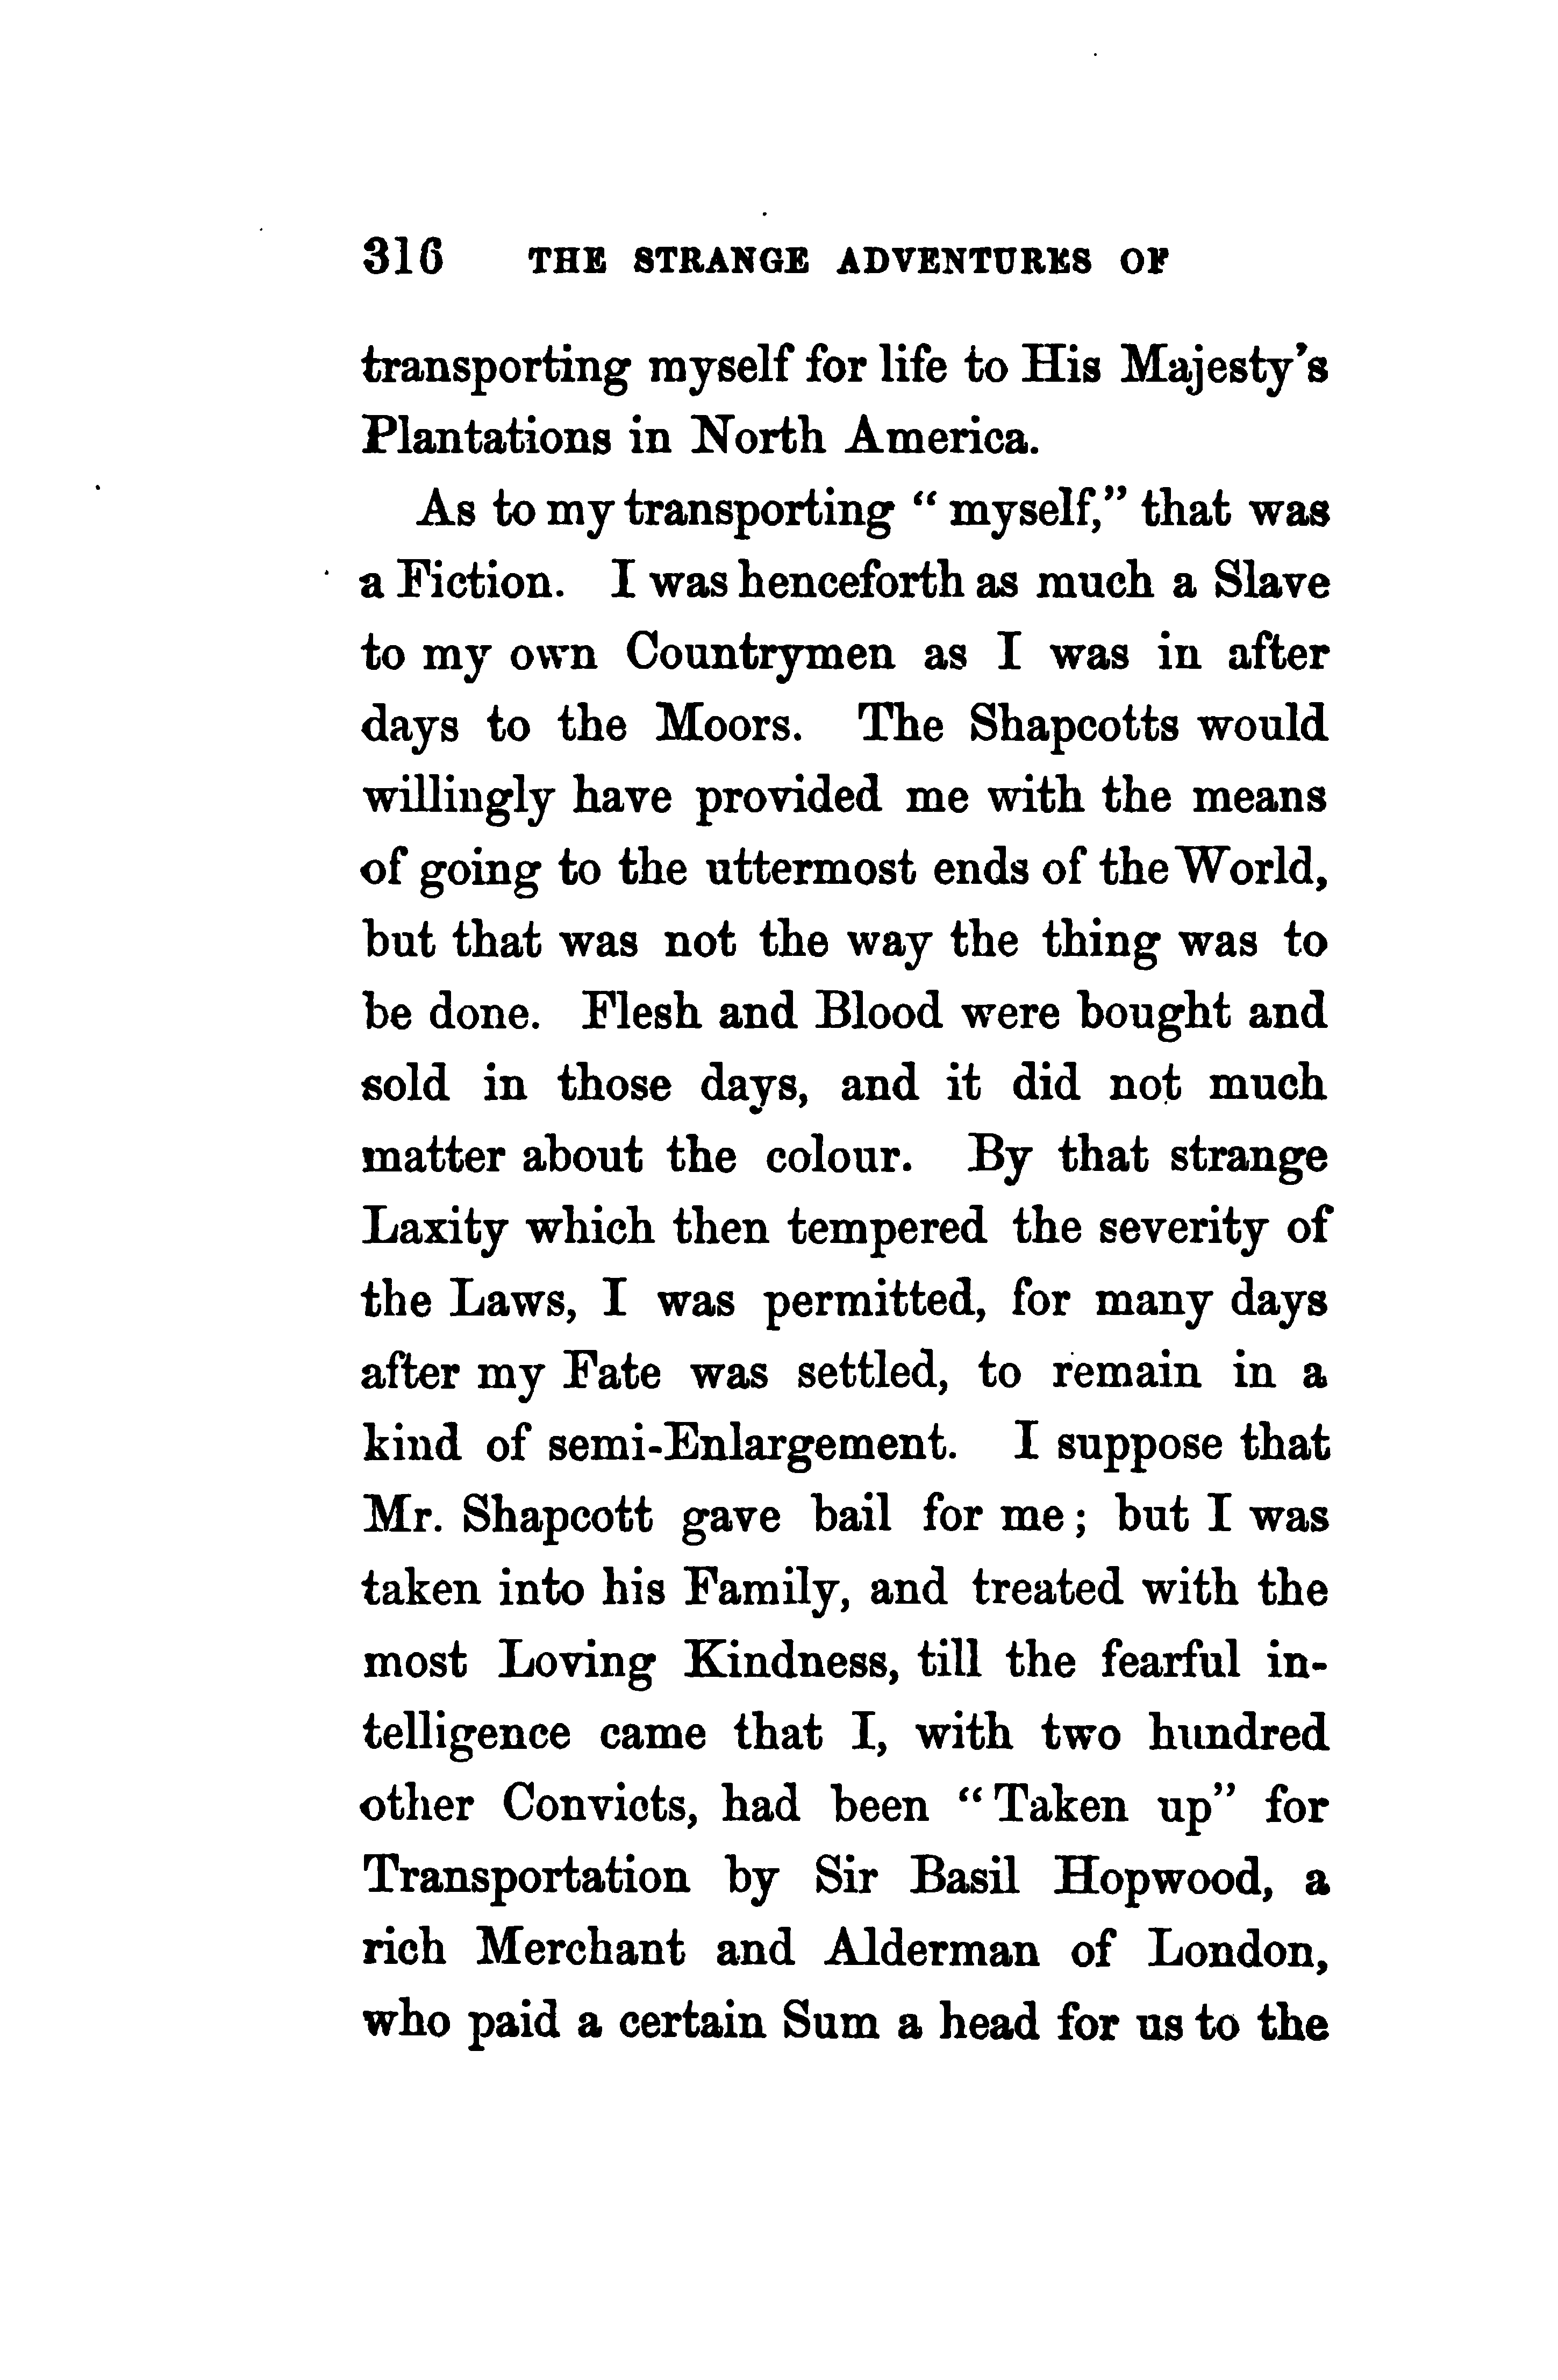 316 THE STRANGE ADVENTURES OF
transporting myself for life to His Majesty's
Plantations in North America.
As to my transporting “ myself,” that was
a Fiction. I was henceforth as much a Slave
to my own Countrymen as I was in after
days to the Moors. The Shapcotts would
willingly have provided me with the means
of going to the uttermost ends of the World,
but that was not the way the thing was to
be done. Flesh and Blood were bought and
sold in those days, and it did not much
matter about the colour. By that strange
Laxity which then tempered the severity of
the Laws, I was permitted, for many days
after my Fate was settled, to remain in a
kind of semi-Enlargement. I suppose that
Mr. Shapcott gave bail for me; but I was
taken into his Family, and treated with the
most Loving Kindness, till the fearful in-
telligence came that I, with two hundred
other Convicts, had been “Taken up” for
Transportation by Sir Basil Hopwood, a
rich Merchant and Alderman of London,
who paid a certain Sum a head for us to the